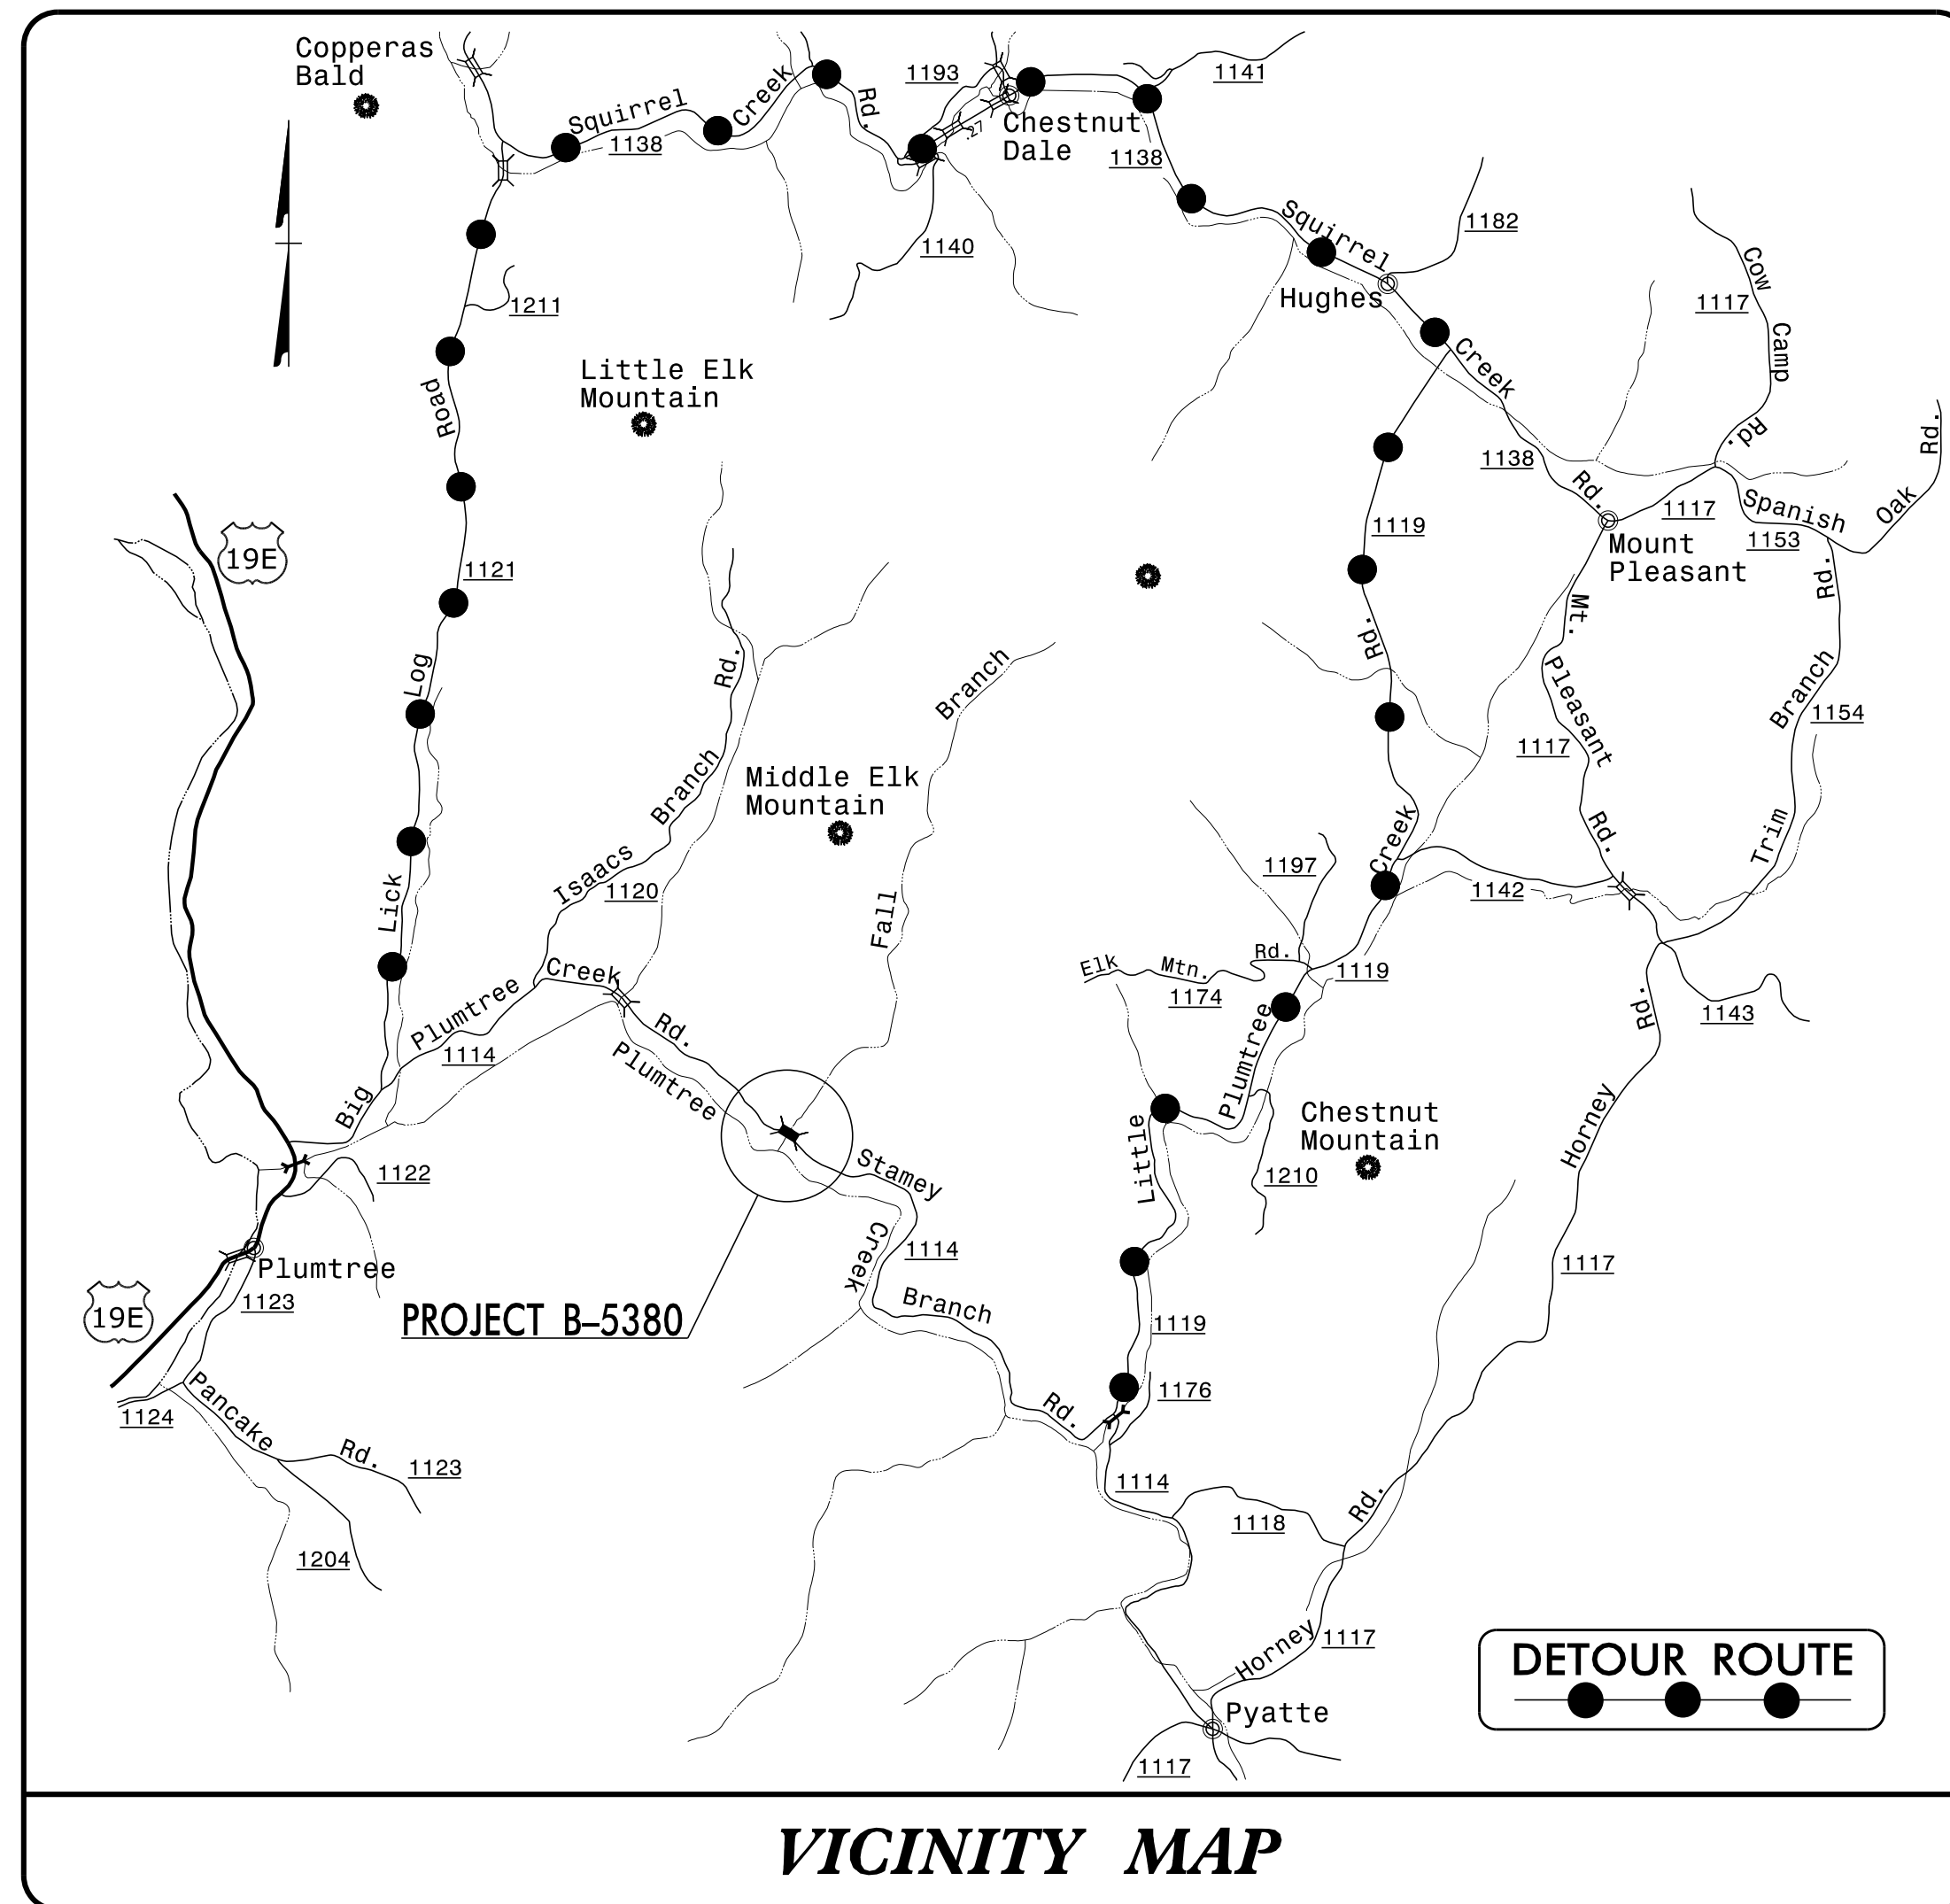 Copperas
Bald
Squirrel
Creek
Rd.
1138
1193
.27
Chestnut
Dale
1141
1138
1140
1211
Squirrel
1182
Hughes
Creek
1138
Rd.
Cow
Camp
Rd.
1117
1117
Spanish
1153
Oak
Rd.
Mount
Pleasant
Little Elk
Mountain
Road
1121
Log
Lick
Big
19E
1119
Rd.
Mt.
Pleasant
1117
Rd.
Rd.
Branch
1154
Trim
Rd.
Branch
Isaacs
1120
Middle Elk
Mountain
Branch
Fall
Creek
1142
1197
Elk
Mtn.
Rd.
1174
1119
Plumtree
1143
Rd.
Horney
Plumtree
Creek
1114
Rd.
Plumtree
Stamey
Creek
1114
Branch
Rd.
1122
Plumtree
1123
19E
PROJECT B-5380
Little
1210
Chestnut
Mountain
1119
1176
1117
Pancake
Rd.
1123
1124
1204
1114
1118
Rd.
Horney
1117
Pyatte
1117
DETOUR ROUTE
VICINITY MAP